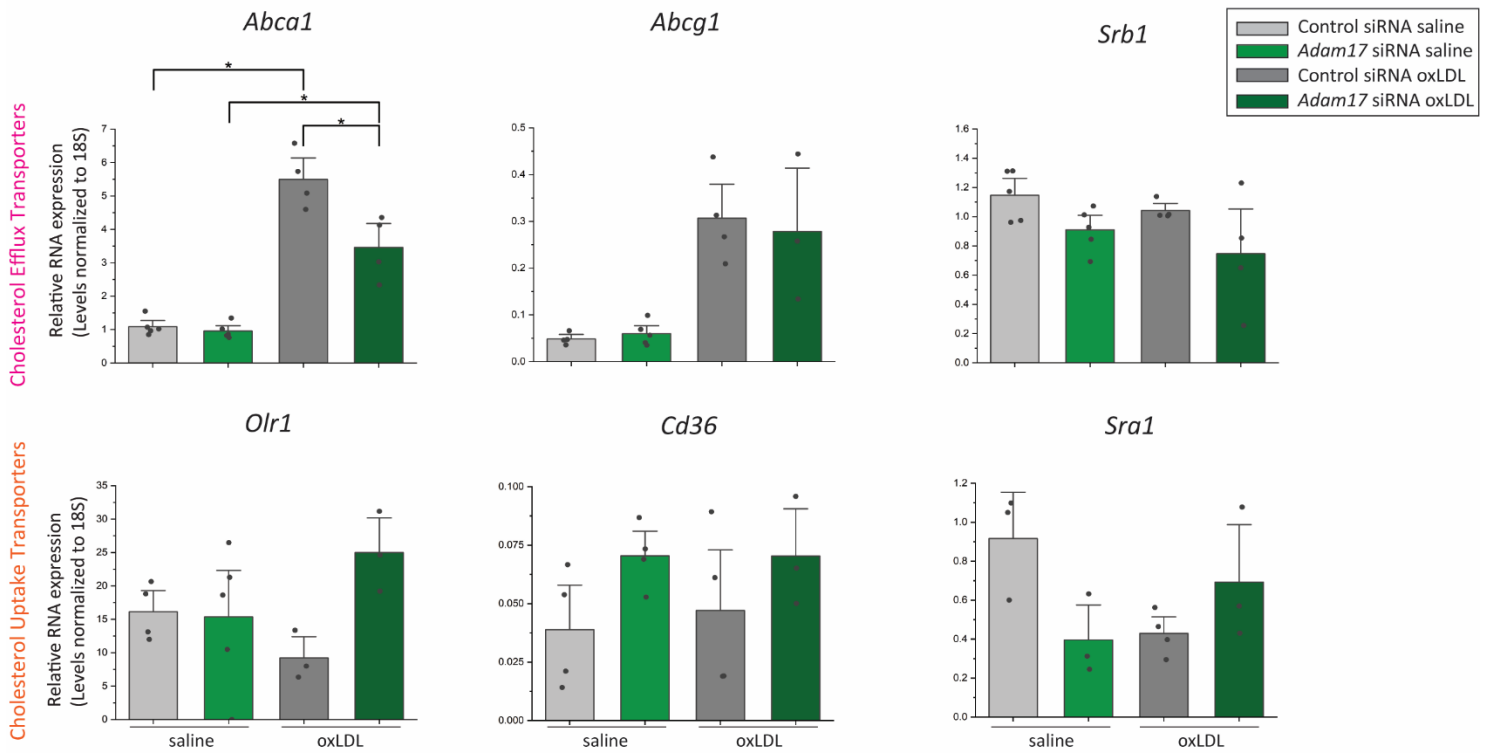 Abca1
Abcg1
Srb1
Control siRNA saline
Adam17 siRNA saline
Control siRNA oxLDL
Adam17 siRNA oxLDL
Cholesterol Efflux Transporters
Relative RNA expression
(Levels normalized to 18S)
*
*
*
7
6
5
4
3
2
1
0
0.5
0.4
0.3
0.2
0.1
0.0
1.6
1.4
1.2
1.0
0.8
0.6
0.4
0.2
0.0
Olr1
Cd36
Sra1
Cholesterol Uptake Transporters
Relative RNA expression
(Levels normalized to 18S)
35
30
25
20
15
10
5
0
0.100
0.075
0.050
0.025
0.000
1.2
1.0
0.8
0.6
0.4
0.2
0.0
saline oxLDL
saline oxLDL
saline oxLDL